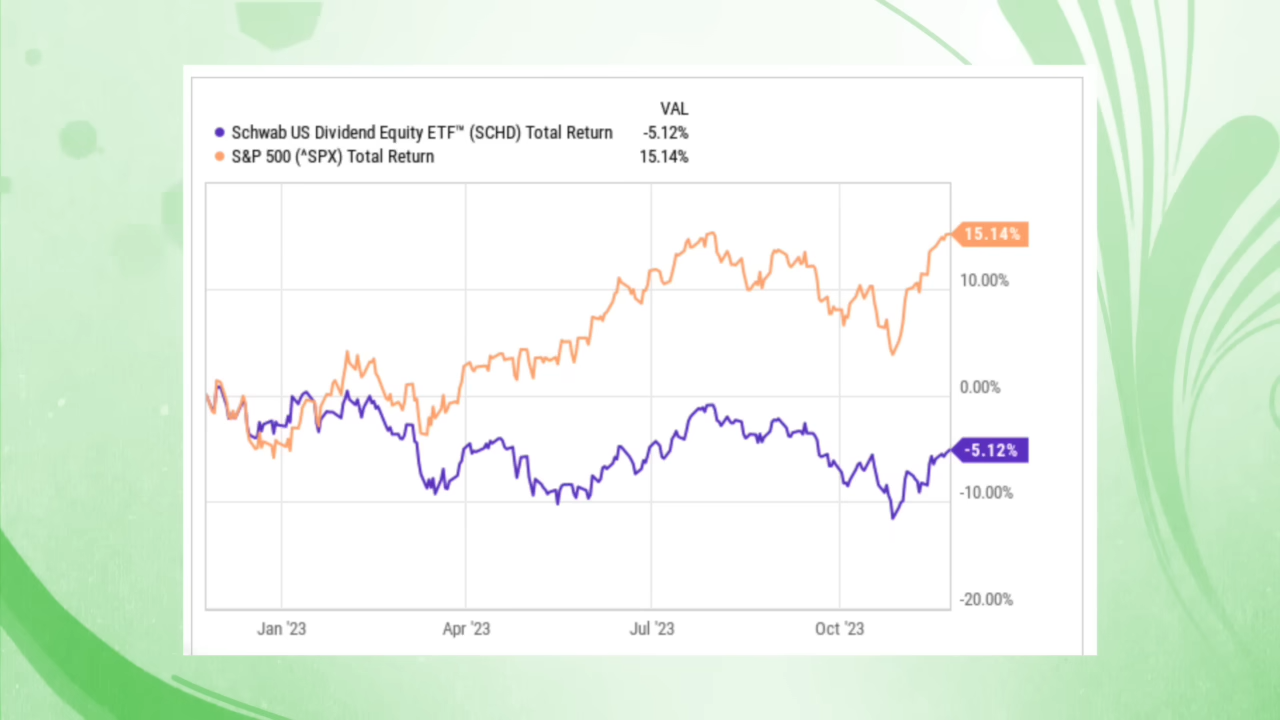 VAL
Schwab US Dividend Equity ETF™ (SCHD) Total Return -5.12%
S&P 500 (^SPX) Total Return 15.14%
15.14%
10.00%
0.00%
-5.12%
-10.00%
-20.00%
Jan '23 Apr '23 Jul '23 Oct '23